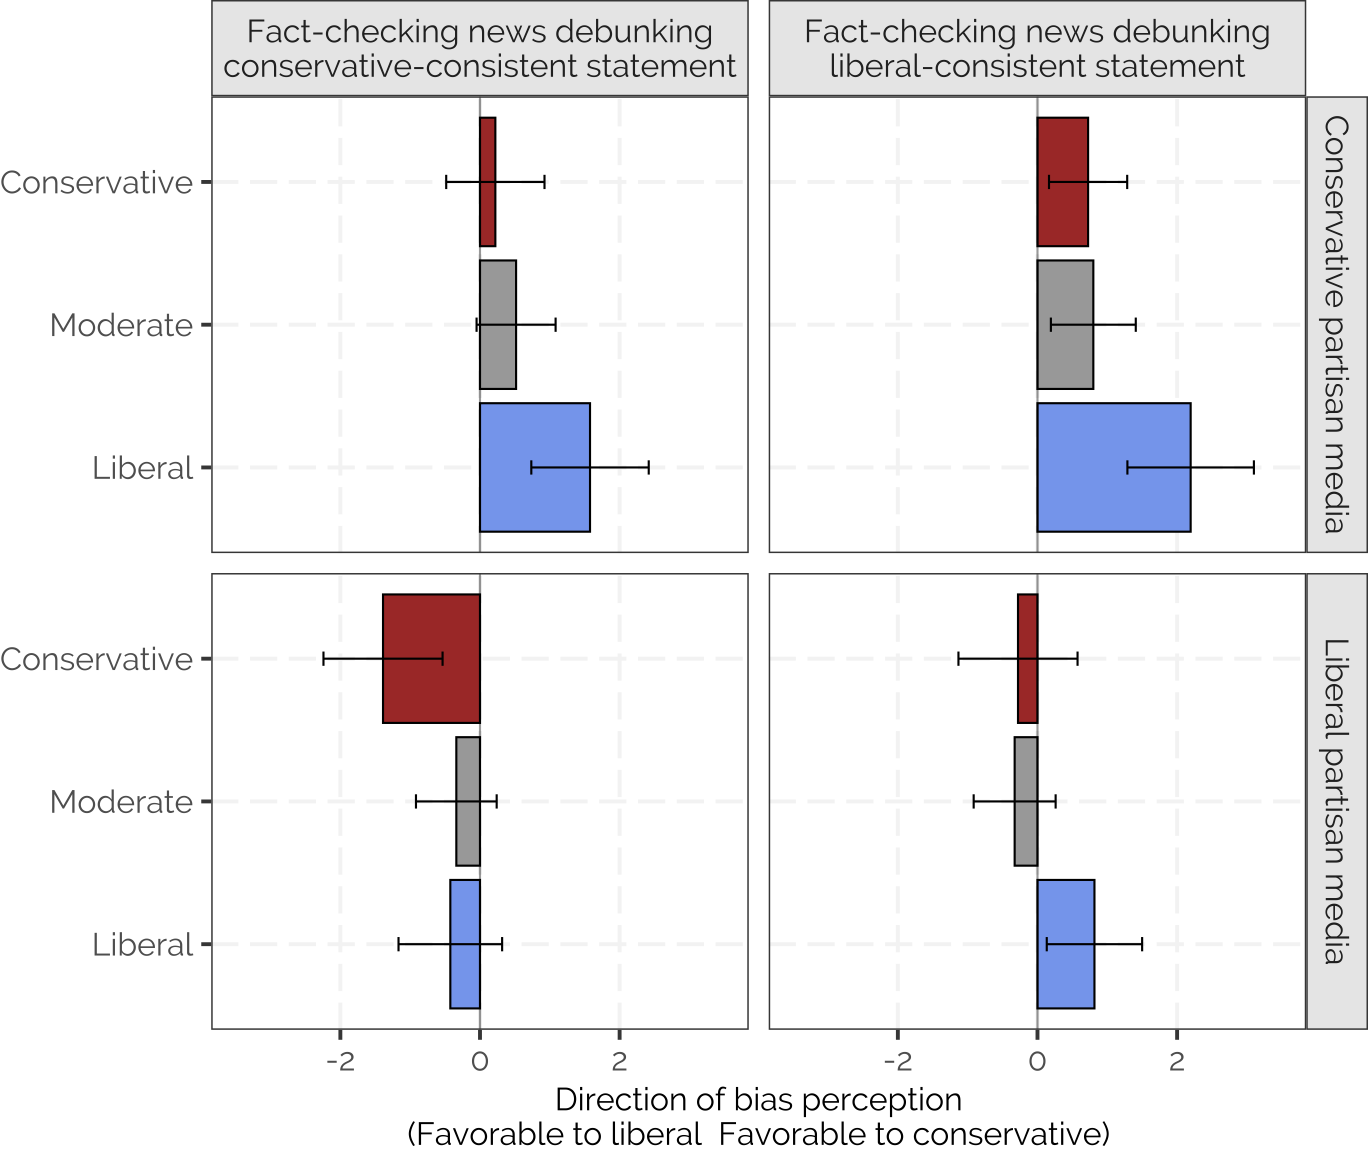 Fact-checking news debunking
conservative-consistent statement
Fact-checking news debunking
liberal-consistent statement
Conservative
Moderate
Liberal
Conservative partisan media
Conservative
Moderate
Liberal
Liberal partisan media
-2 0 2
-2 0 2
Direction of bias perception
(Favorable to liberal  Favorable to conservative)